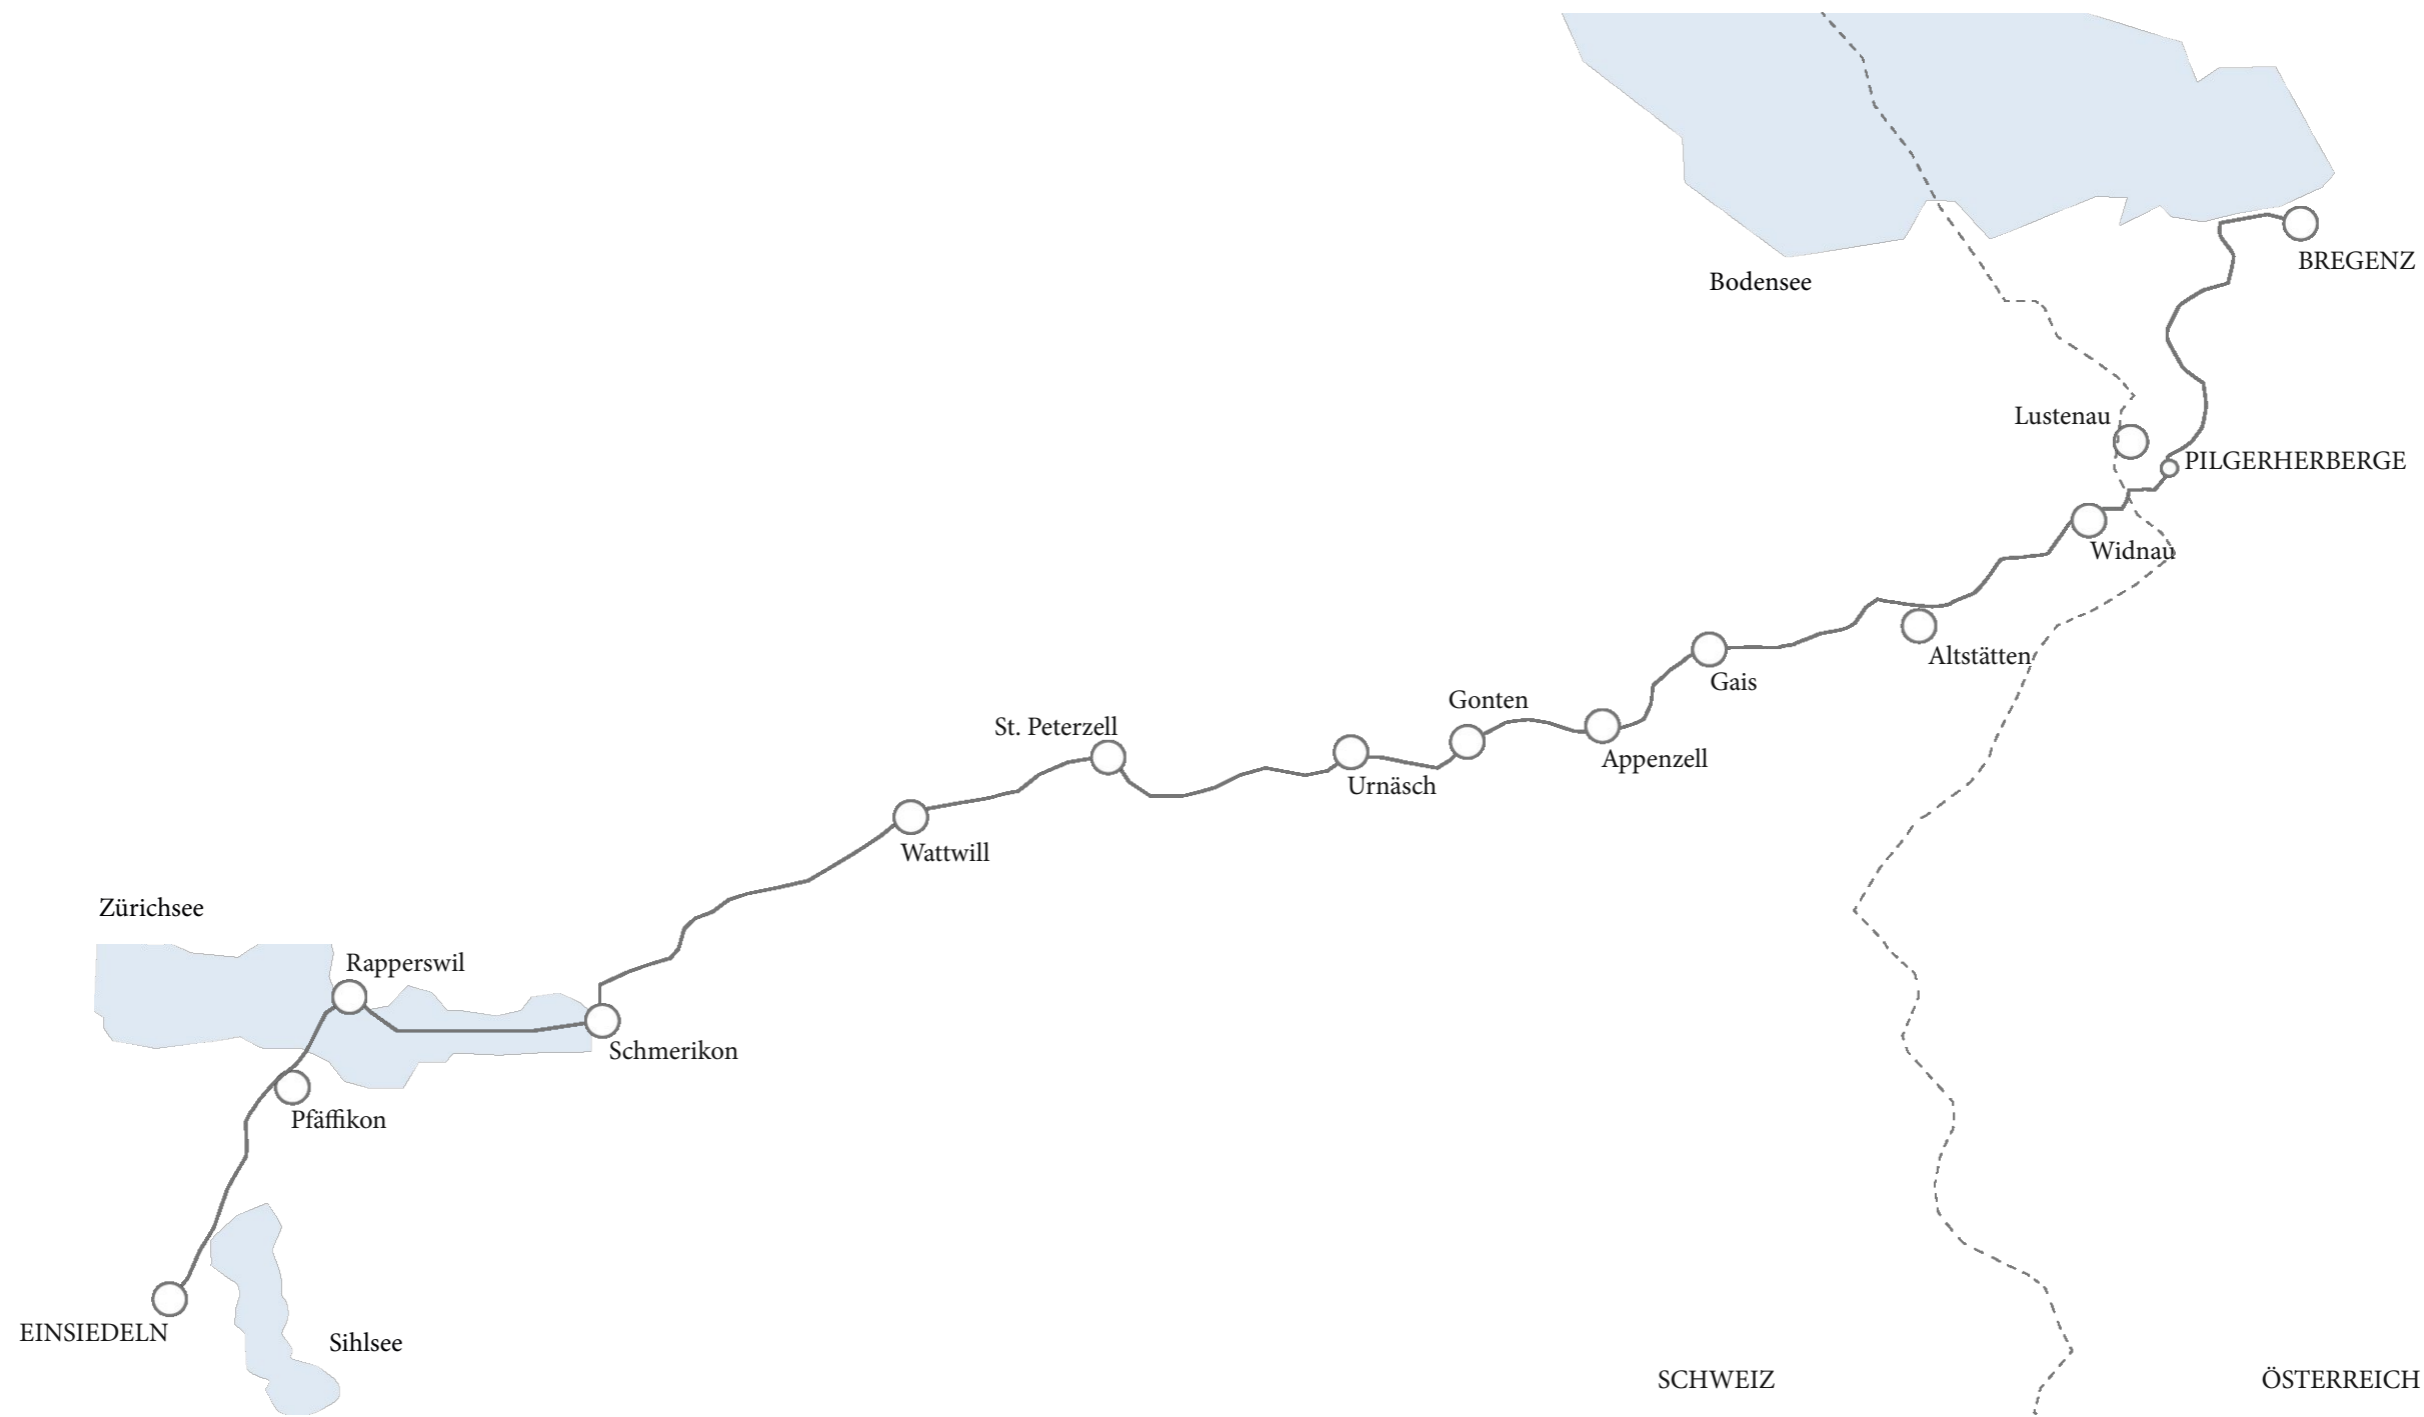 Bodensee
BREGENZ
Lustenau
PILGERHERBERGE
Widnau
Altstätten
Gais
Gonten
Appenzell
St. Peterzell
Urnäsch
Wattwill
Zürichsee
Rapperswil
Schmerikon
Pfäffikon
EINSIEDELN
Sihlsee
SCHWEIZ
ÖSTERREICH